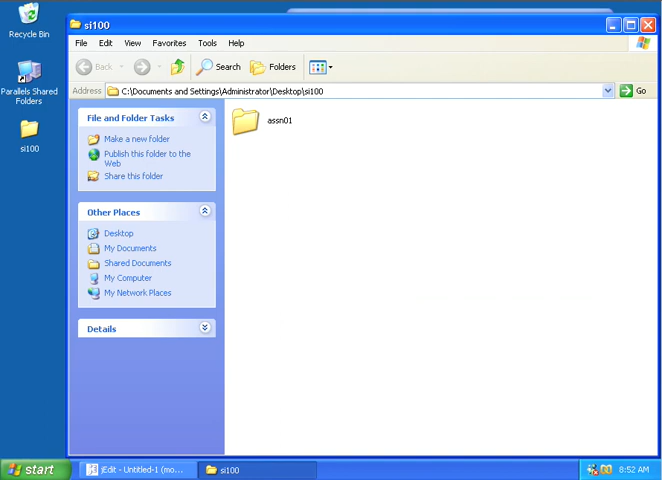 si100
File Edit View Favorites Tools Help
Back Search Folders
Address C:\Documents and Settings\Administrator\Desktop\si100 Go
Recycle Bin
Parallels Shared
Folders
si100
File and Folder Tasks
Make a new folder
Publish this folder to the
Web
Share this folder
Other Places
Desktop
My Documents
Shared Documents
My Computer
My Network Places
Details
assn01
start jEdit - Untitled-1 (mo... si100 8:52 AM